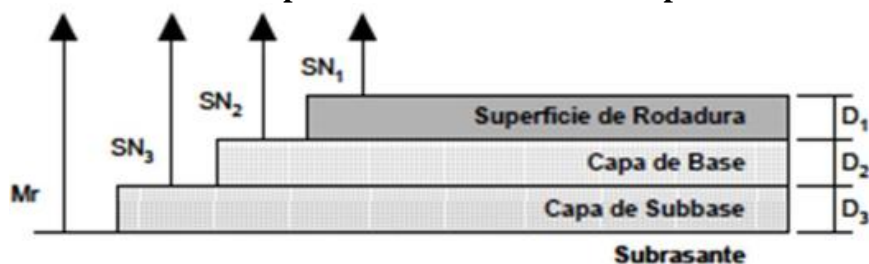 SN₁
Superficie de Rodadura D₁
SN₂
Capa de Base D₂
SN₃
Mr
Capa de Subbase D₃
Subrasante